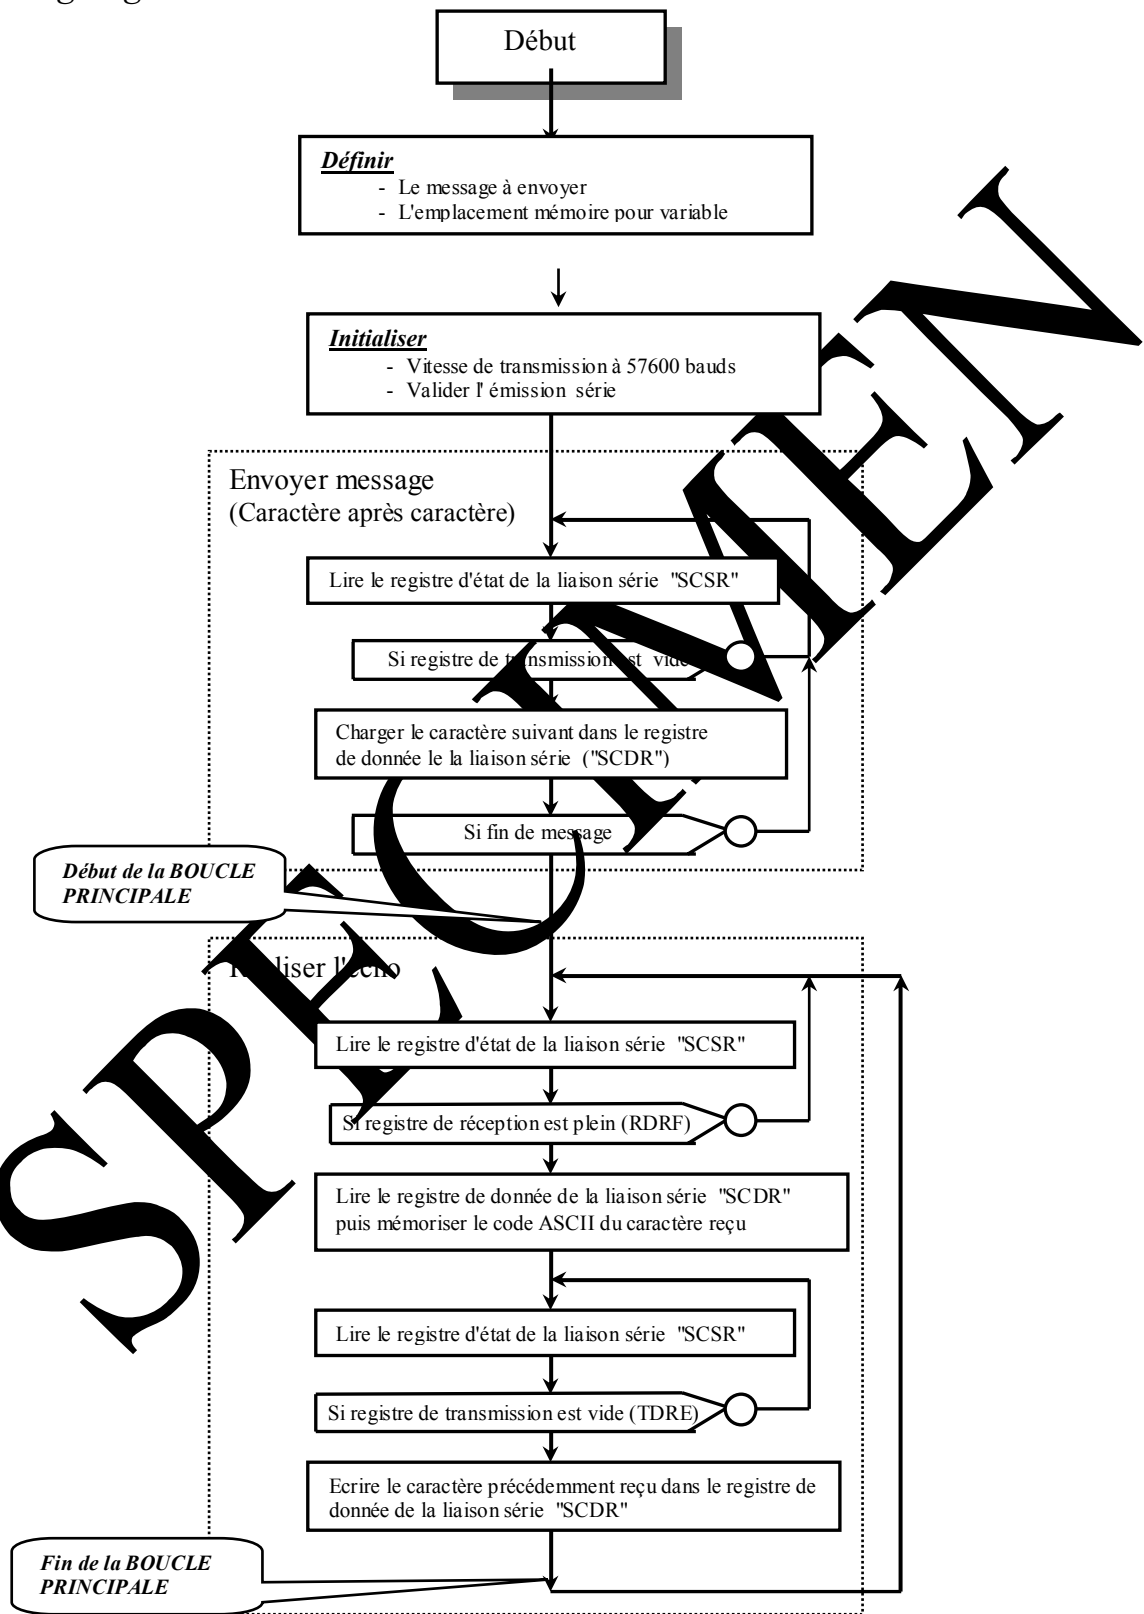 Début
Définir
- Le message à envoyer
- L'emplacement mémoire pour variable
Initialiser
- Vitesse de transmission à 57600 bauds
- Valider l' émission série
Envoyer message
(Caractère après caractère)
Lire le registre d'état de la liaison série "SCSR"
Si registre de transmission est vide
Charger le caractère suivant dans le registre
de donnée le la liaison série ("SCDR")
Si fin de message
Début de la BOUCLE
PRINCIPALE
Réaliser l'écho
Lire le registre d'état de la liaison série "SCSR"
Si registre de réception est plein (RDRF)
Lire le registre de donnée de la liaison série "SCDR"
puis mémoriser le code ASCII du caractère reçu
Lire le registre d'état de la liaison série "SCSR"
Si registre de transmission est vide (TDRE)
Ecrire le caractère précédemment reçu dans le registre de
donnée de la liaison série "SCDR"
Fin de la BOUCLE
PRINCIPALE
SPECIMEN